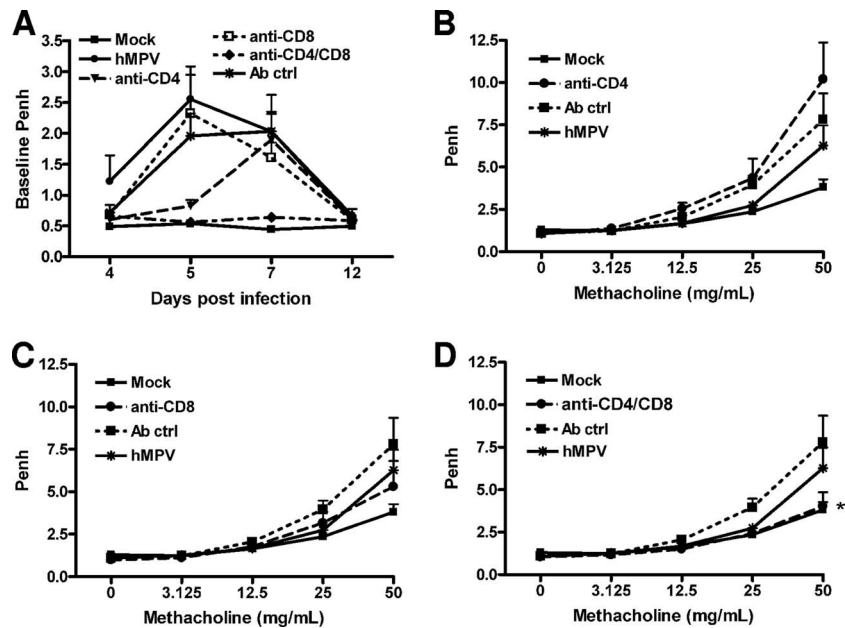 A
Mock
hMPV
anti-CD4
anti-CD8
anti-CD4/CD8
Ab ctrl
3.5
3.0
2.5
2.0
1.5
1.0
0.5
0.0
Baseline Penh
4 5 7 12
Days post infection
B
Mock
anti-CD4
Ab ctrl
hMPV
12.5
10.0
7.5
5.0
2.5
0.0
Penh
0 3.125 12.5 25 50
Methacholine (mg/mL)
C
Mock
anti-CD8
Ab ctrl
hMPV
12.5
10.0
7.5
5.0
2.5
0.0
Penh
0 3.125 12.5 25 50
Methacholine (mg/mL)
D
Mock
anti-CD4/CD8
Ab ctrl
hMPV
12.5
10.0
7.5
5.0
2.5
0.0
Penh
*
0 3.125 12.5 25 50
Methacholine (mg/mL)